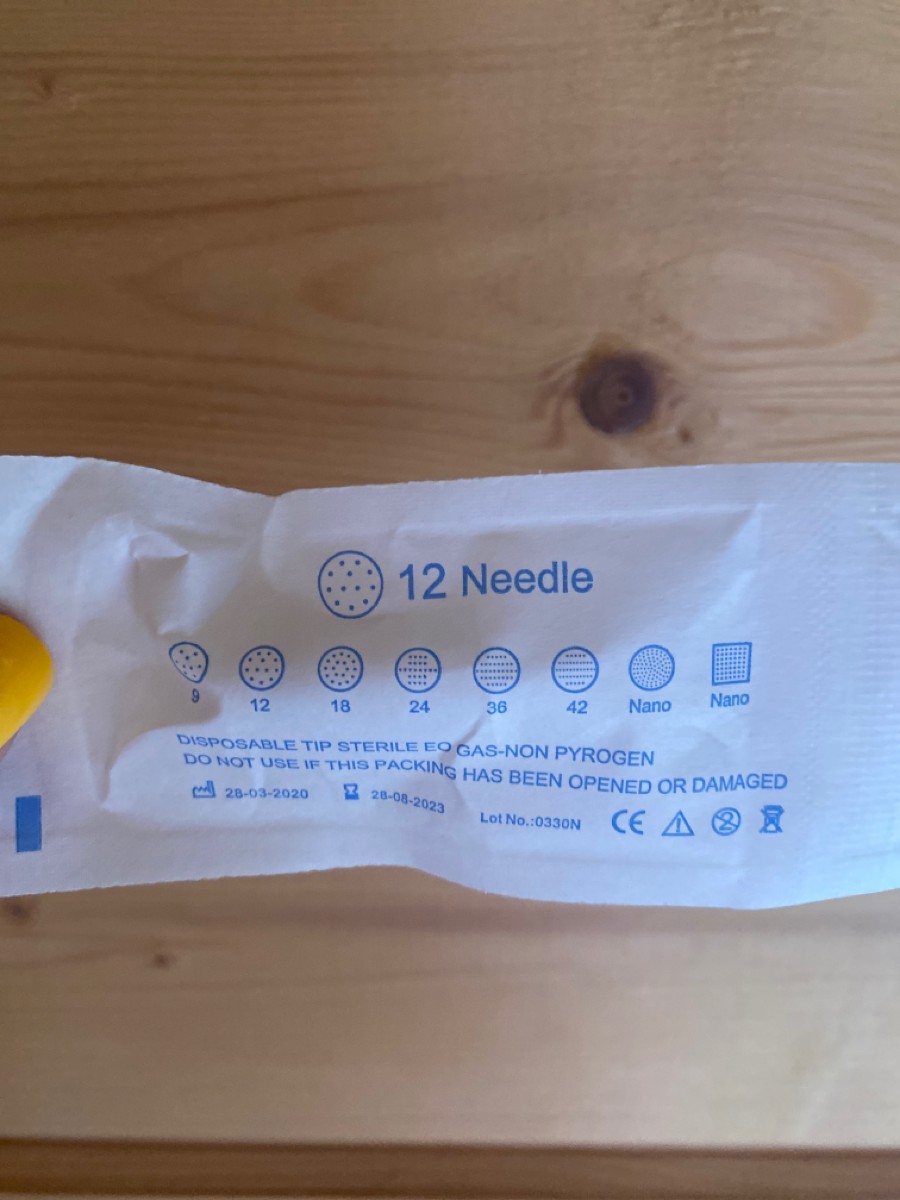 12 Needle
9 12 18 24 36 42 Nano Nano
DISPOSABLE TIP STERILE EO GAS-NON PYROGEN
DO NOT USE IF THIS PACKING HAS BEEN OPENED OR DAMAGED
28-03-2020 28-08-2023 Lot No.:0330N CE